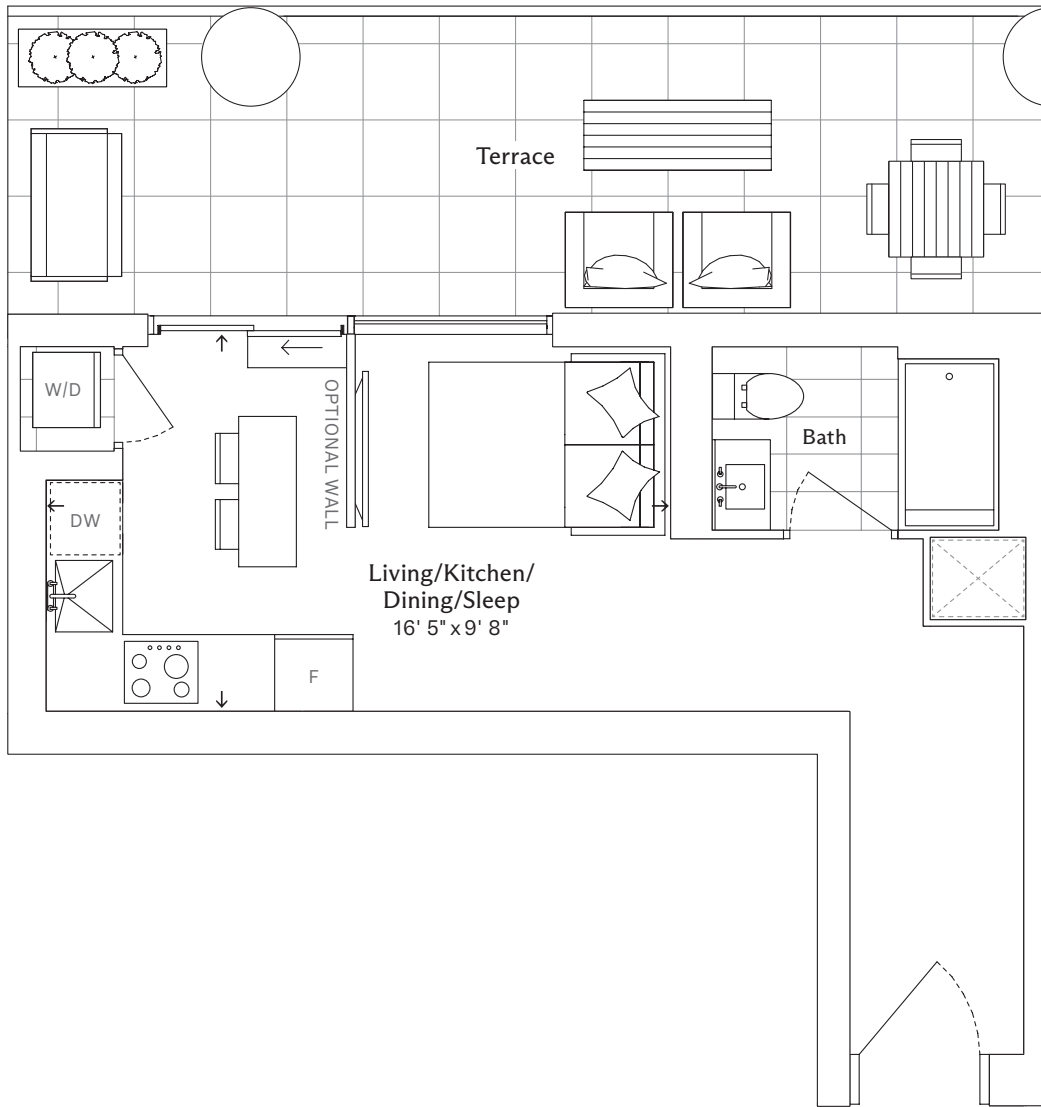 Terrace
W/D
OPTIONAL WALL
Bath
DW
Living/Kitchen/
Dining/Sleep
16' 5" x 9' 8"
F